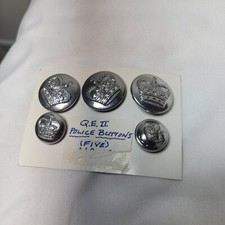 Q.E. II
POLICE BUTTONS
(FIVE)